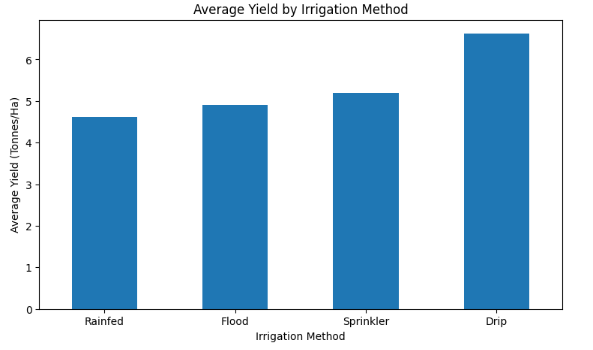 Average Yield by Irrigation Method
Average Yield (Tonnes/Ha)
6
5
4
3
2
1
0
Rainfed Flood Sprinkler Drip
Irrigation Method